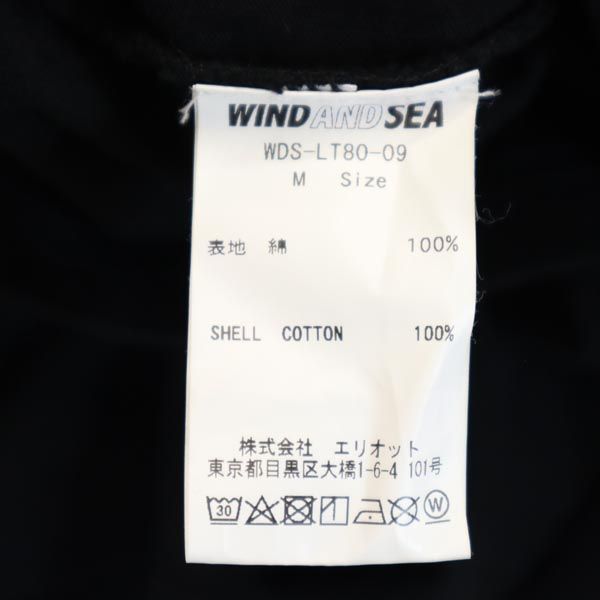 WINDANDSEA
WDS-LT80-09
M Size
表地 綿 100%
SHELL COTTON 100%
株式会社 エリオット
東京都目黒区大橋1-6-4 101号
30 W